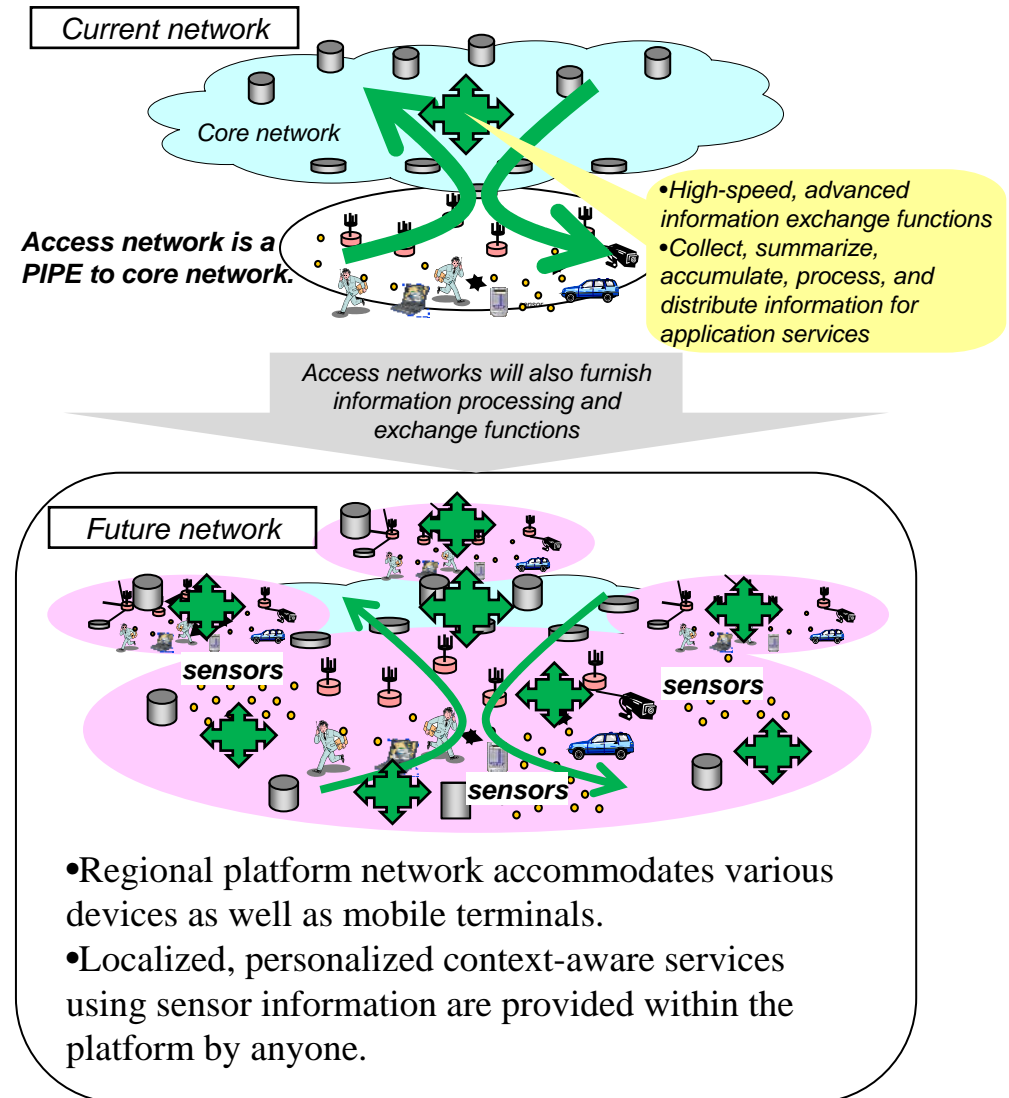 Current network
Core network
•High-speed, advanced
information exchange functions
•Collect, summarize,
accumulate, process, and
distribute information for
application services
Access network is a
PIPE to core network.
sensor
Access networks will also furnish
information processing and
exchange functions
Future network
sensors
sensors
sensors
•Regional platform network accommodates various
devices as well as mobile terminals.
•Localized, personalized context-aware services
using sensor information are provided within the
platform by anyone.